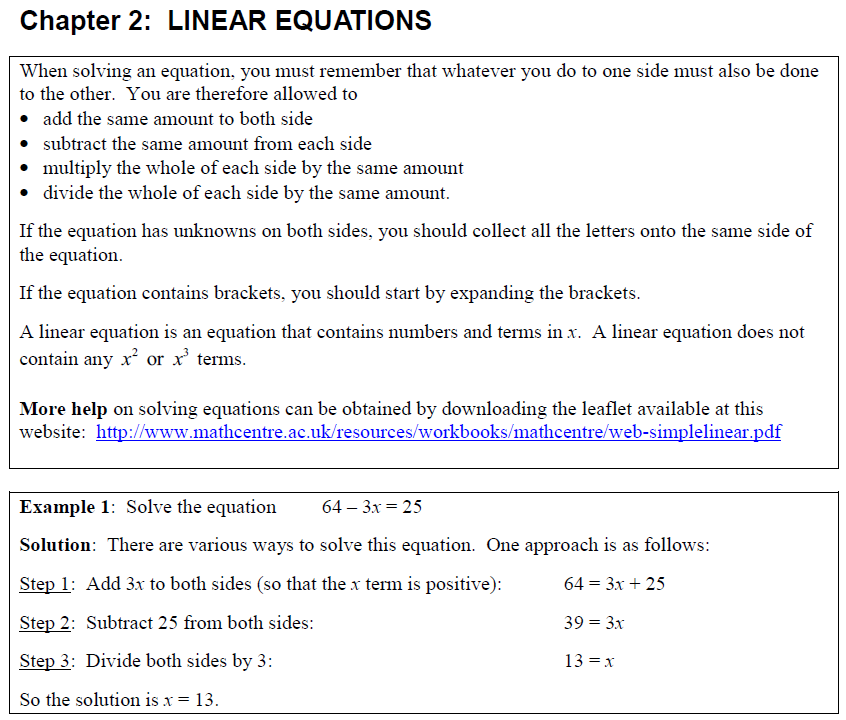 Chapter 2:  LINEAR EQUATIONS
When solving an equation, you must remember that whatever you do to one side must also be done
to the other.  You are therefore allowed to
• add the same amount to both side
• subtract the same amount from each side
• multiply the whole of each side by the same amount
• divide the whole of each side by the same amount.
If the equation has unknowns on both sides, you should collect all the letters onto the same side of
the equation.
If the equation contains brackets, you should start by expanding the brackets.
A linear equation is an equation that contains numbers and terms in x.  A linear equation does not
contain any x² or x³ terms.
More help on solving equations can be obtained by downloading the leaflet available at this
website:  http://www.mathcentre.ac.uk/resources/workbooks/mathcentre/web-simplelinear.pdf
Example 1:  Solve the equation 64 – 3x = 25
Solution:  There are various ways to solve this equation.  One approach is as follows:
Step 1:  Add 3x to both sides (so that the x term is positive): 64 = 3x + 25
Step 2:  Subtract 25 from both sides: 39 = 3x
Step 3:  Divide both sides by 3: 13 = x
So the solution is x = 13.